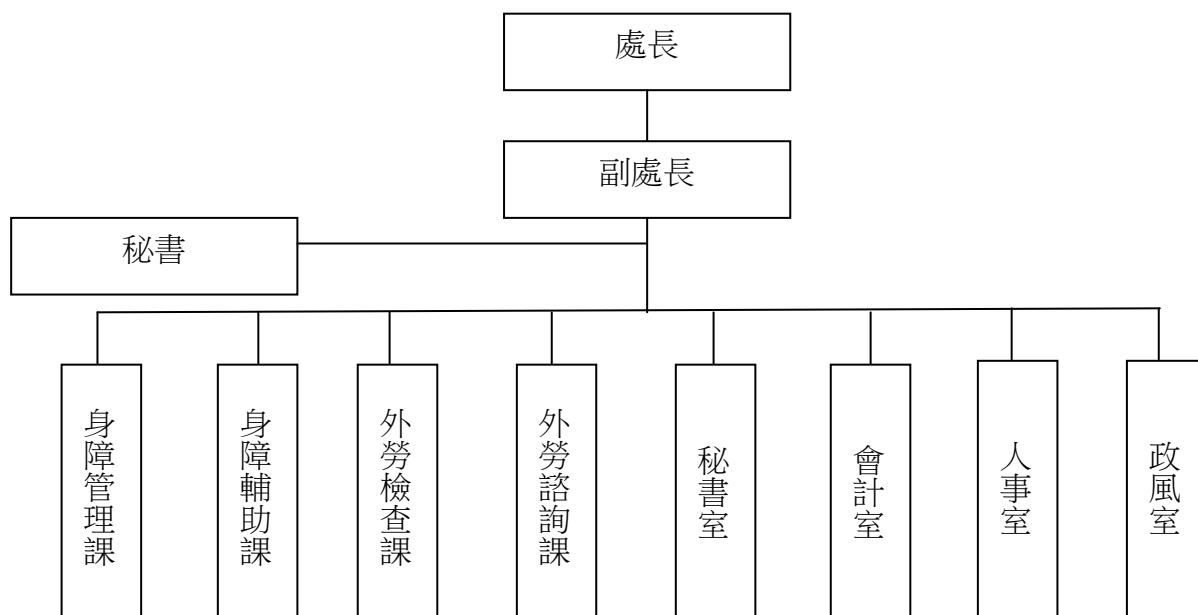 處長
副處長
秘書
身障管理課
身障輔助課
外勞檢查課
外勞諮詢課
秘書室
會計室
人事室
政風室